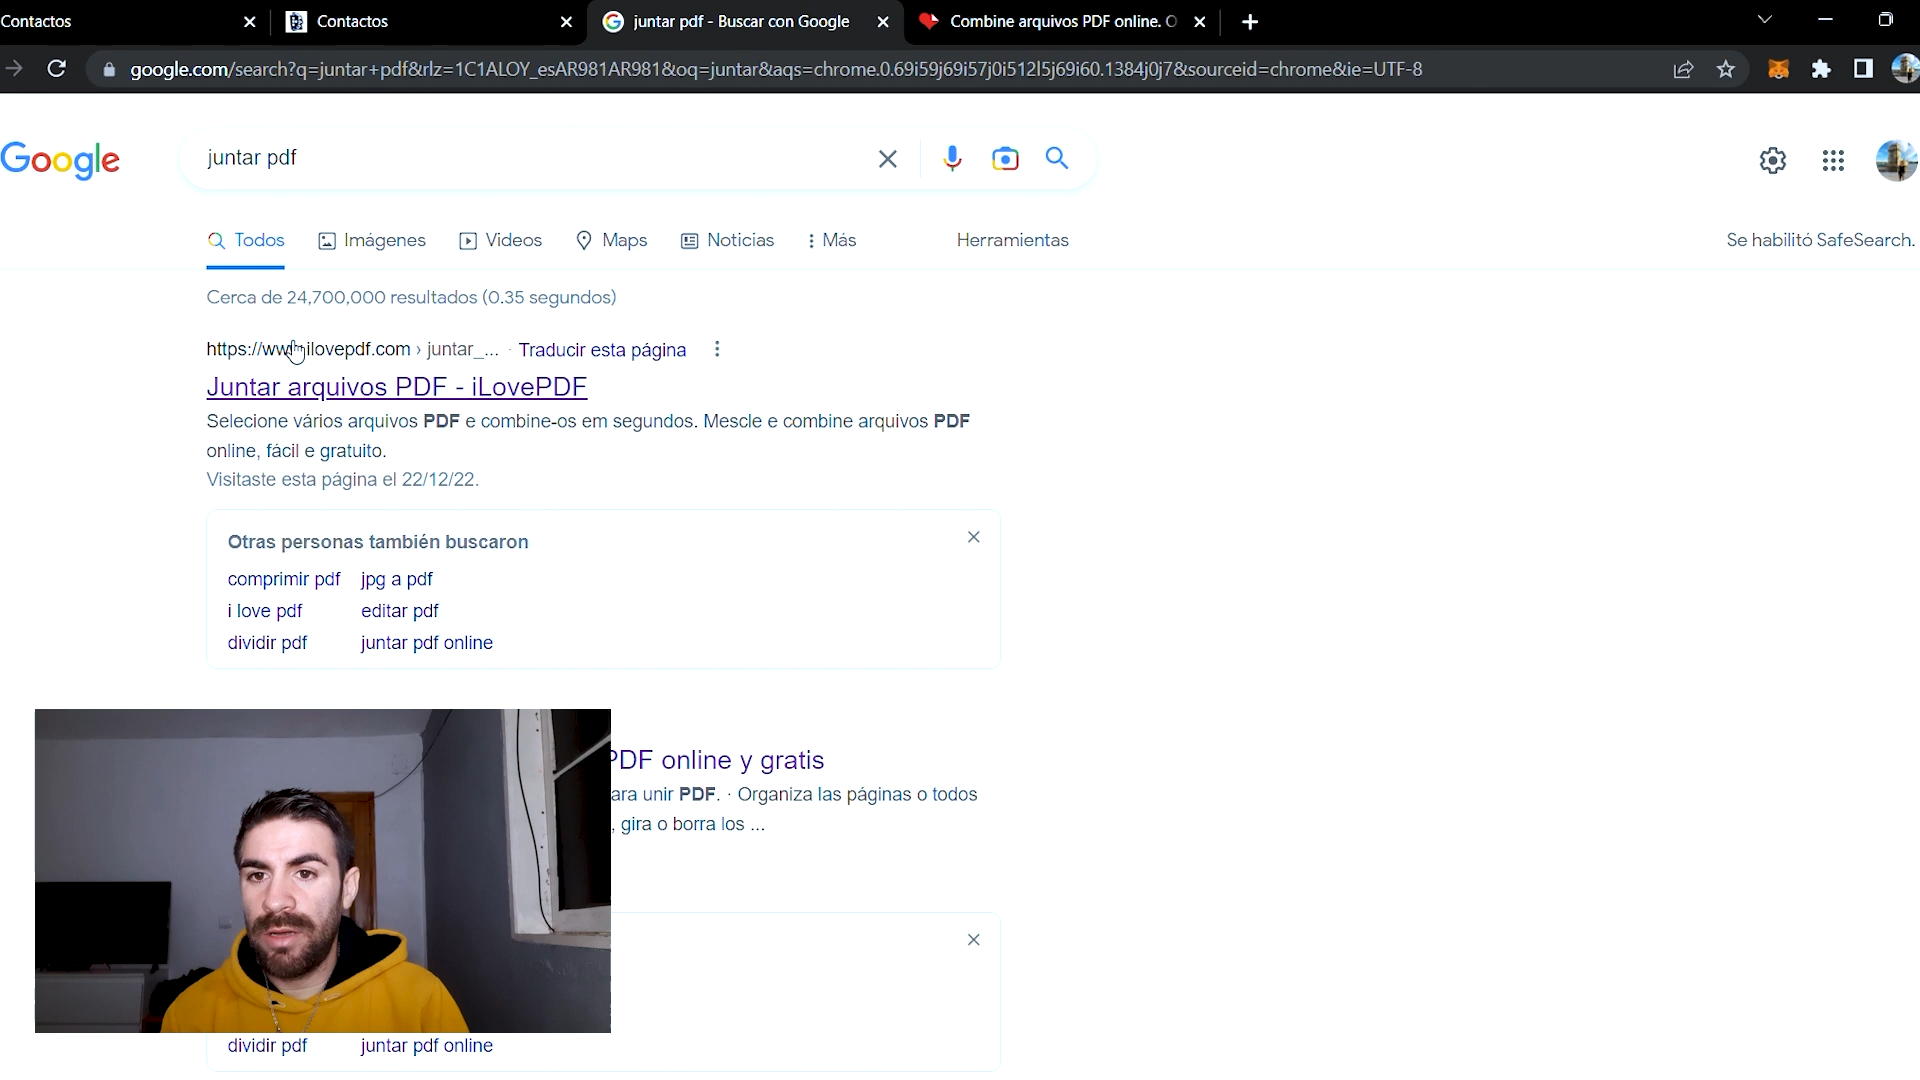 Contactos
Contactos
juntar pdf - Buscar con Google
Combine arquivos PDF online. O
google.com/search?q=juntar+pdf&rlz=1C1ALOY_esAR981AR981&oq=juntar&aqs=chrome.0.69i59j69i57j0i512l5j69i60.1384j0j7&sourceid=chrome&ie=UTF-8
Google
juntar pdf
Todos Imágenes Videos Maps Noticias Más Herramientas Se habilitó SafeSearch.
Cerca de 24,700,000 resultados (0.35 segundos)
https://www.ilovepdf.com › juntar_... · Traducir esta página
Juntar arquivos PDF - iLovePDF
Selecione vários arquivos PDF e combine-os em segundos. Mescle e combine arquivos PDF
online, fácil e gratuito.
Visitaste esta página el 22/12/22.
Otras personas también buscaron
comprimir pdf jpg a pdf
i love pdf editar pdf
dividir pdf juntar pdf online
PDF online y gratis
ara unir PDF. · Organiza las páginas o todos
, gira o borra los ...
dividir pdf juntar pdf online